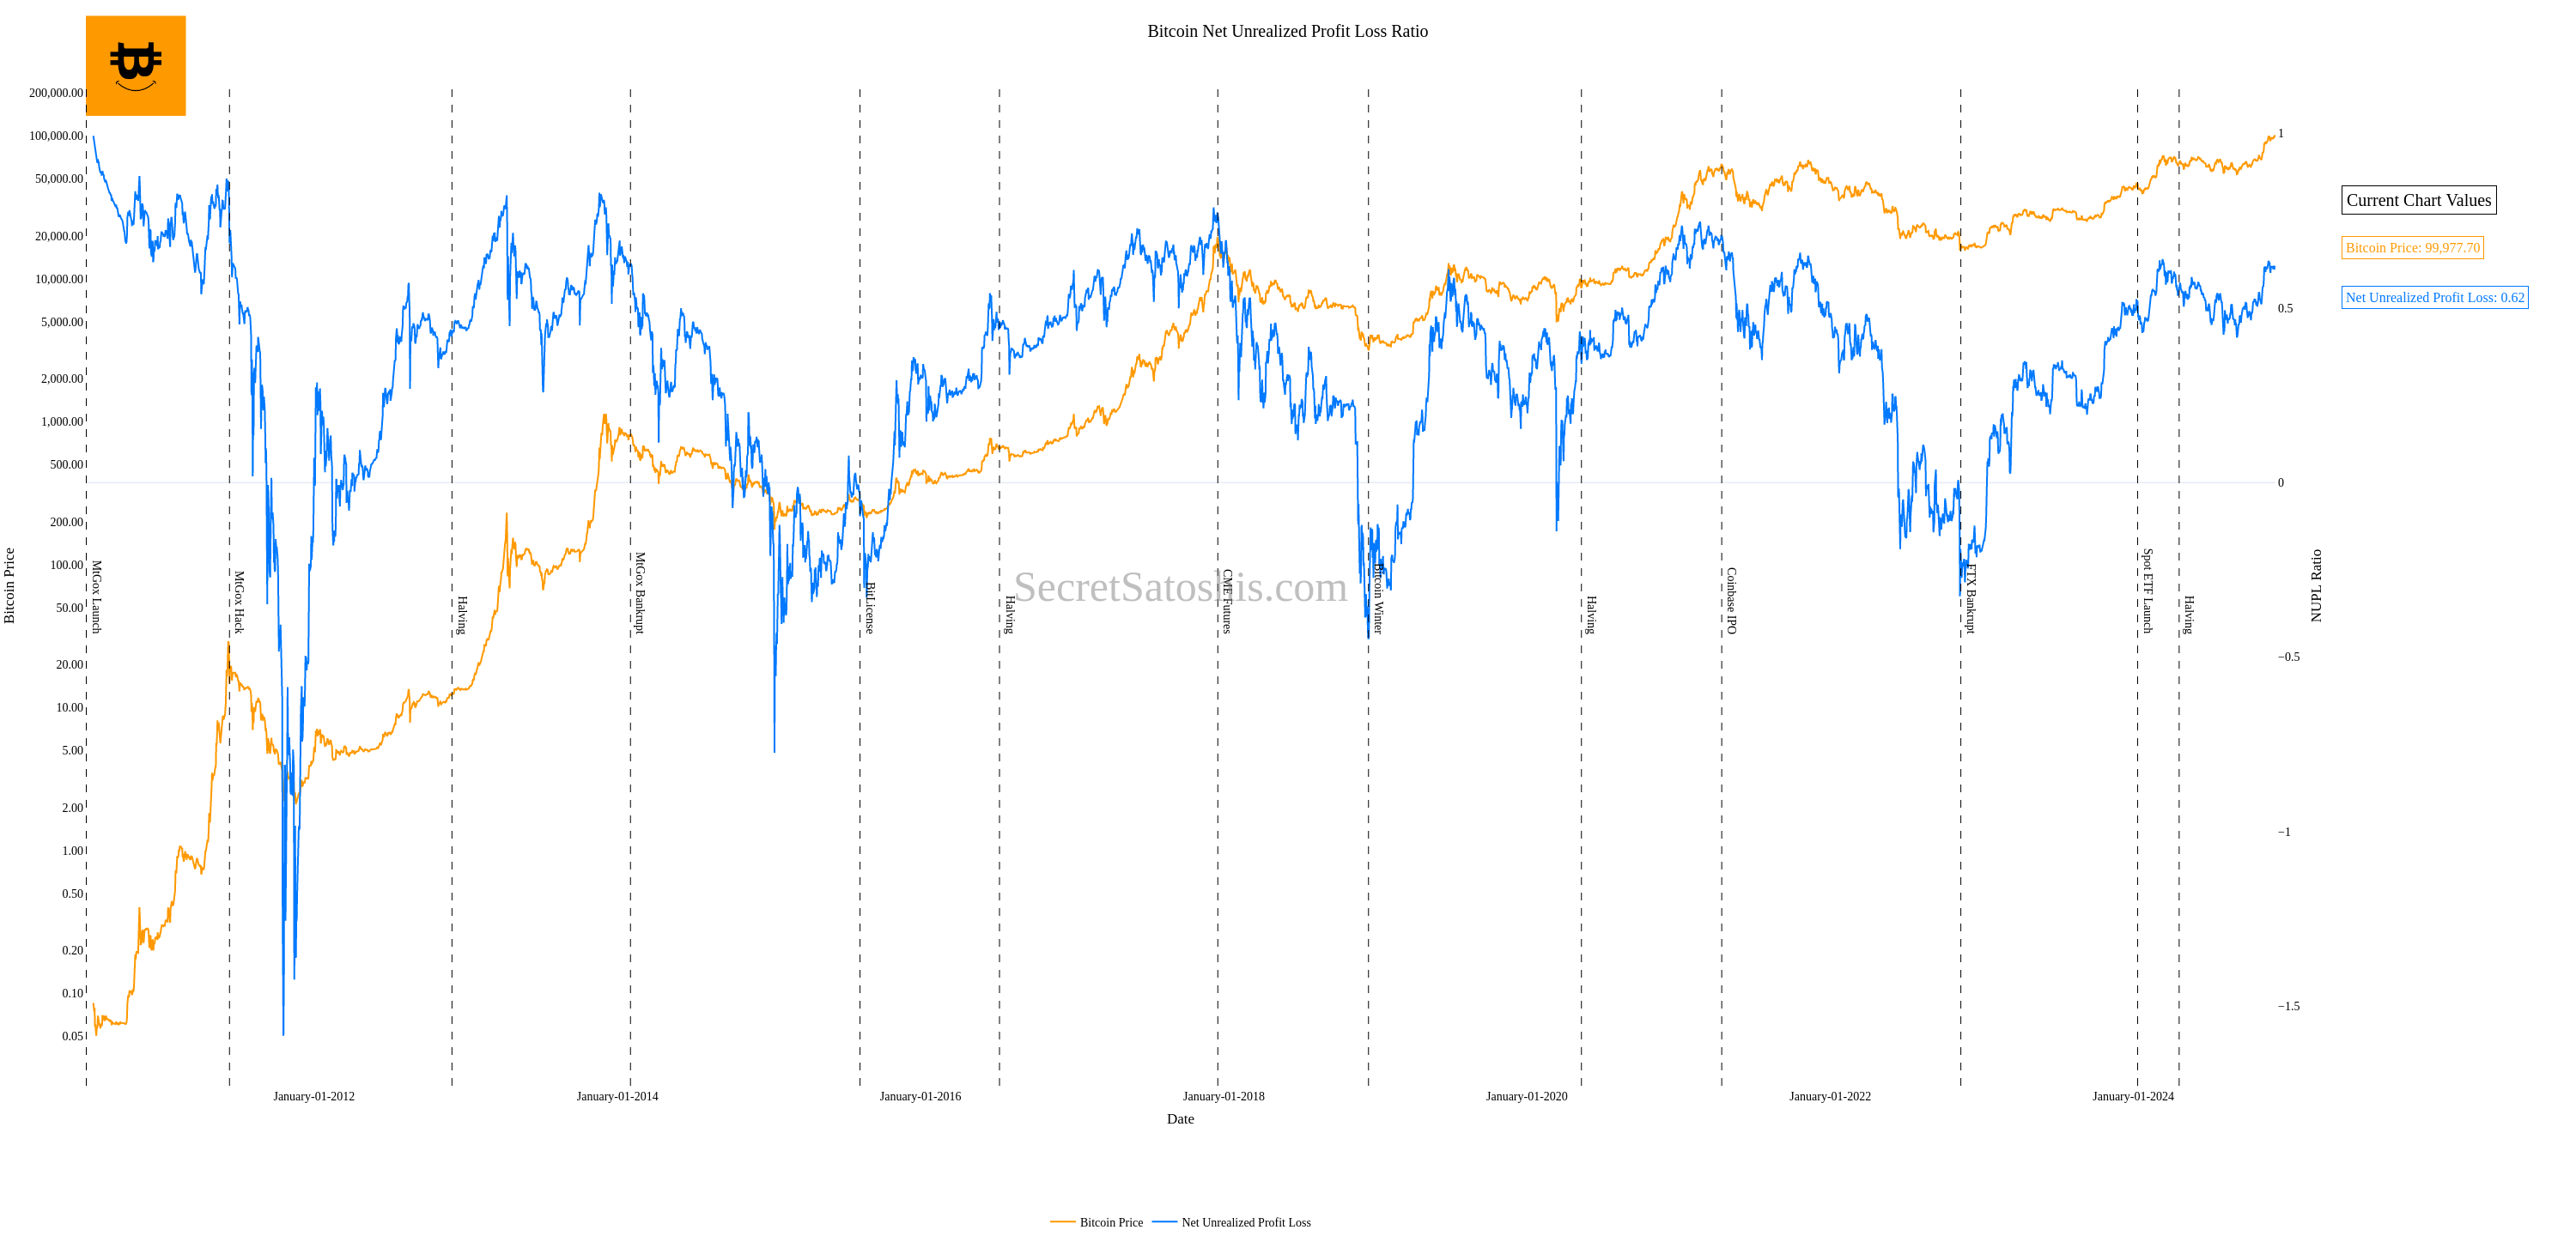 Bitcoin Net Unrealized Profit Loss Ratio
200,000.00
100,000.00
50,000.00
20,000.00
10,000.00
5,000.00
2,000.00
1,000.00
500.00
200.00
100.00
50.00
20.00
10.00
5.00
2.00
1.00
0.50
0.20
0.10
0.05
Bitcoin Price
MtGox Launch
MtGox Hack
Halving
MtGox Bankrupt
BitLicense
Halving
CME Futures
Bitcoin Winter
Halving
Coinbase IPO
FTX Bankrupt
Spot ETF Launch
Halving
SecretSatoshis.com
1
0.5
0
−0.5
−1
−1.5
NUPL Ratio
Current Chart Values
Bitcoin Price: 99,977.70
Net Unrealized Profit Loss: 0.62
January-01-2012
January-01-2014
January-01-2016
January-01-2018
January-01-2020
January-01-2022
January-01-2024
Date
Bitcoin Price
Net Unrealized Profit Loss